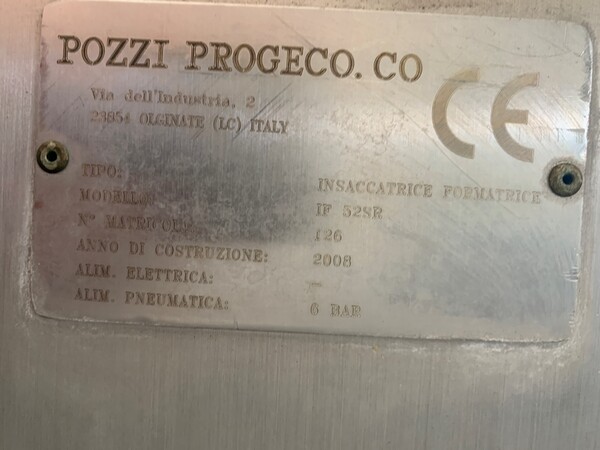 POZZI PROGECO. CO
CE
Via dell'Industria, 2
23854 OLGINATE (LC) ITALY
TIPO: INSACCATRICE FORMATRICE
MODELLO: IF 52SR
N° MATRICOLA: 126
ANNO DI COSTRUZIONE: 2008
ALIM. ELETTRICA: –
ALIM. PNEUMATICA: 6 BAR